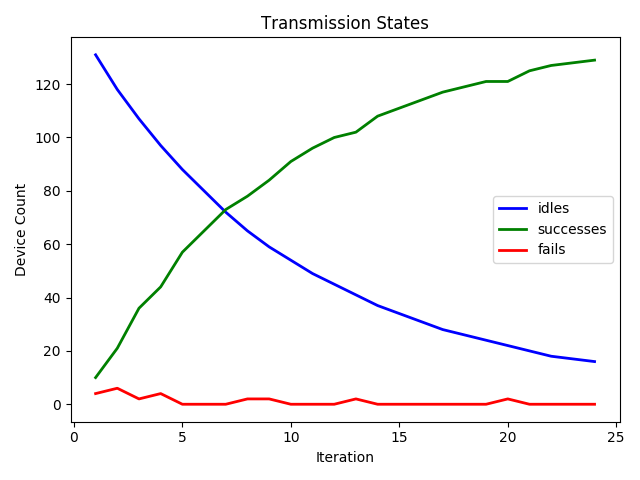 Transmission States
Device Count
120
100
80
60
40
20
0
idles
successes
fails
0 5 10 15 20 25
Iteration